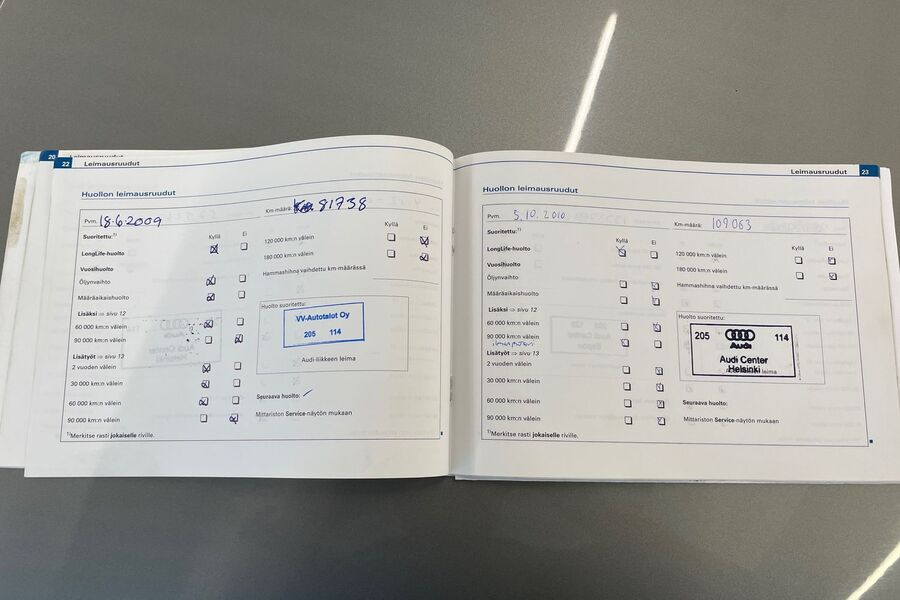 20
22 Leimausruudut
Huollon leimausruudut
Pvm. 18.6.2009
Km-määrä: 81738
Suoritettu:¹⁾
Kyllä Ei
LongLife-huolto
Vuosihuolto
Öljynvaihto
Määräaikaishuolto
Lisäksi ⇒ sivu 12
60 000 km:n välein
90 000 km:n välein
Lisätyöt ⇒ sivu 13
2 vuoden välein
30 000 km:n välein
60 000 km:n välein
90 000 km:n välein
¹⁾Merkitse rasti jokaiselle riville.
Kyllä Ei
120 000 km:n välein
180 000 km:n välein
Hammashihna vaihdettu km-määrässä
Huolto suoritettu:
VV-Autotalot Oy
205 114
Audi-liikkeen leima
Seuraava huolto:
Mittariston Service-näytön mukaan
Leimausruudut 23
Huollon leimausruudut
Pvm. 5.10.2010
Km-määrä: 109063
Suoritettu:¹⁾
Kyllä Ei
LongLife-huolto
Vuosihuolto
Öljynvaihto
Määräaikaishuolto
Lisäksi ⇒ sivu 12
60 000 km:n välein
90 000 km:n välein
Lisätyöt ⇒ sivu 13
2 vuoden välein
30 000 km:n välein
60 000 km:n välein
90 000 km:n välein
¹⁾Merkitse rasti jokaiselle riville.
Kyllä Ei
120 000 km:n välein
180 000 km:n välein
Hammashihna vaihdettu km-määrässä
Huolto suoritettu:
205 Audi 114
Audi Center
Helsinki
leima
Seuraava huolto:
Mittariston Service-näytön mukaan